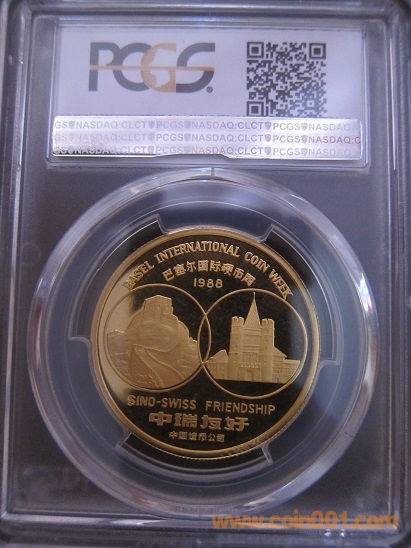 PCGS
GS NASDAQ:CLCT PCGS NASDAQ:CLCT PCGS NASDAQ:CLCT PCGS NASDAQ
BASEL INTERNATIONAL COIN WEEK
巴塞尔国际硬币周
1988
SINO-SWISS FRIENDSHIP
中瑞友好
中国造币公司
www.coin001.com